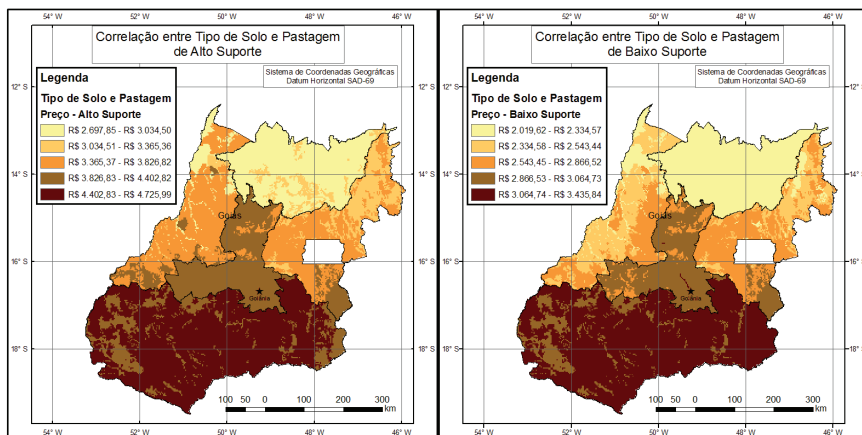 54° W 52° W 50° W 48° W 46° W
Correlação entre Tipo de Solo e Pastagem
de Alto Suporte
Sistema de Coordenadas Geográficas
Datum Horizontal SAD-69
Legenda
Tipo de Solo e Pastagem
Preço - Alto Suporte
R$ 2.697,85 - R$ 3.034,50
R$ 3.034,51 - R$ 3.365,36
R$ 3.365,37 - R$ 3.826,82
R$ 3.826,83 - R$ 4.402,82
R$ 4.402,83 - R$ 4.725,99
12° S
14° S
16° S
18° S
Goiás
Goiânia
100 50 0 100 200 300
km
54° W 52° W 50° W 48° W 46° W
54° W 52° W 50° W 48° W 46° W
Correlação entre Tipo de Solo e Pastagem
de Baixo Suporte
Sistema de Coordenadas Geográficas
Datum Horizontal SAD-69
Legenda
Tipo de Solo e Pastagem
Preço - Baixo Suporte
R$ 2.019,62 - R$ 2.334,57
R$ 2.334,58 - R$ 2.543,44
R$ 2.543,45 - R$ 2.866,52
R$ 2.866,53 - R$ 3.064,73
R$ 3.064,74 - R$ 3.435,84
12° S
14° S
16° S
18° S
Goiás
Goiânia
100 50 0 100 200 300
km
54° W 52° W 50° W 48° W 46° W